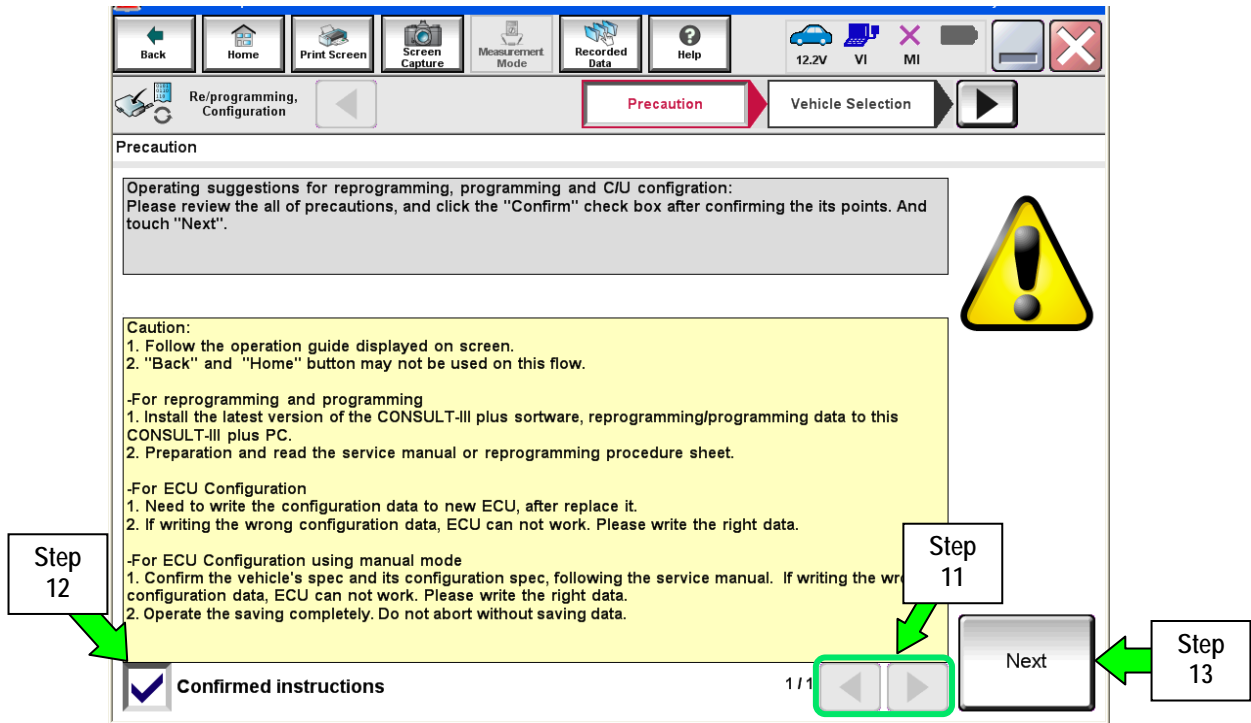 Back
Home
Print Screen
Screen
Capture
Measurement
Mode
Recorded
Data
Help
12.2V
VI
MI
Re/programming,
Configuration
Precaution
Vehicle Selection
Precaution
Operating suggestions for reprogramming, programming and C/U configration:
Please review the all of precautions, and click the "Confirm" check box after confirming the its points. And
touch "Next".
Caution:
1. Follow the operation guide displayed on screen.
2. "Back" and "Home" button may not be used on this flow.
-For reprogramming and programming
1. Install the latest version of the CONSULT-III plus sortware, reprogramming/programming data to this
CONSULT-III plus PC.
2. Preparation and read the service manual or reprogramming procedure sheet.
-For ECU Configuration
1. Need to write the configuration data to new ECU, after replace it.
2. If writing the wrong configuration data, ECU can not work. Please write the right data.
-For ECU Configuration using manual mode
1. Confirm the vehicle's spec and its configuration spec, following the service manual. If writing the
configuration data, ECU can not work. Please write the right data.
2. Operate the saving completely. Do not abort without saving data.
Step
12
Step
11
Confirmed instructions
1/1
Next
Step
13